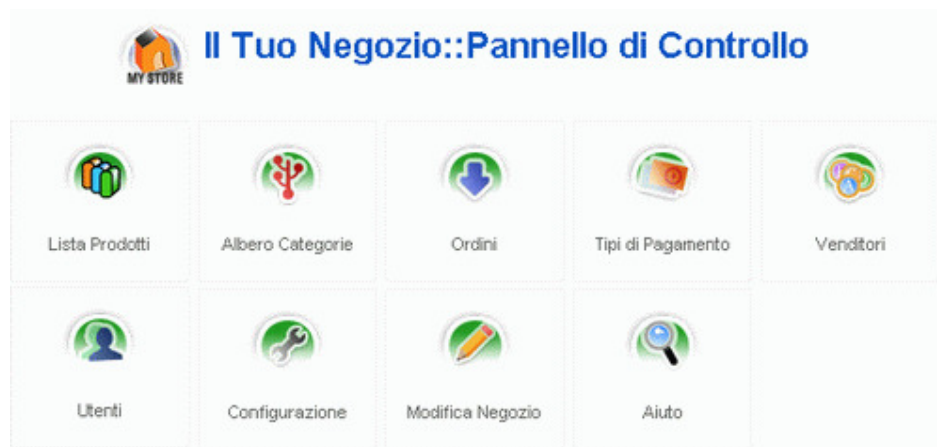 Il Tuo Negozio::Pannello di Controllo
MY STORE
Lista Prodotti
Albero Categorie
Ordini
Tipi di Pagamento
Venditori
Utenti
Configurazione
Modifica Negozio
Aiuto